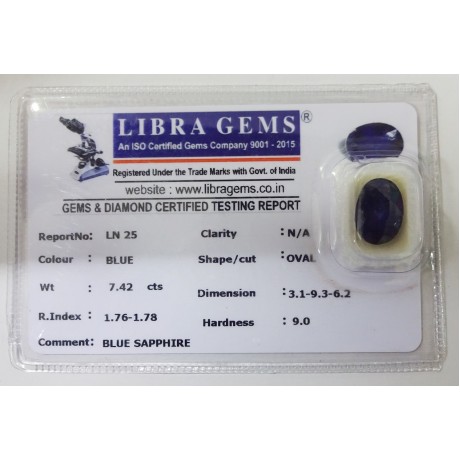 LIBRA GEMS®
An ISO Certified Gems Company 9001 - 2015
Registered Under the Trade Marks with Govt. of India
website : www.libragems.co.in
GEMS & DIAMOND CERTIFIED TESTING REPORT
ReportNo: LN 25 Clarity : N/A
Colour : BLUE Shape/cut : OVAL
Wt : 7.42 cts Dimension : 3.1-9.3-6.2
R.Index : 1.76-1.78 Hardness : 9.0
Comment: BLUE SAPPHIRE